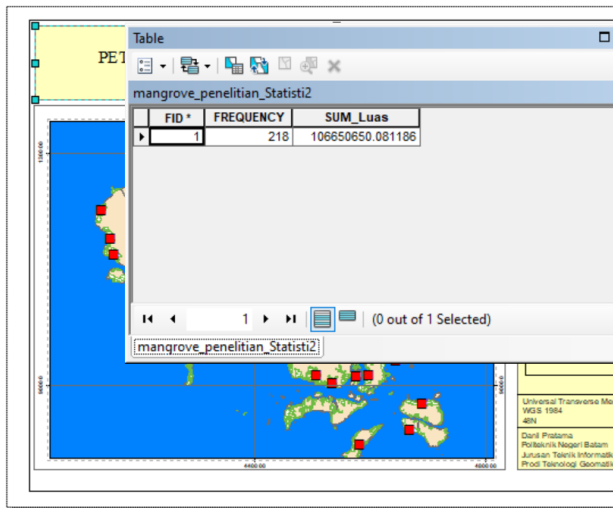 PET
Table
mangrove_penelitian_Statisti2
FID * FREQUENCY SUM_Luas
1 218 106650650.081186
1 (0 out of 1 Selected)
mangrove_penelitian_Statisti2
Universal Transverse Me
WGS 1984
48N
Danil Pratama
Politeknik Negeri Batam
Jurusan Teknik Informatik
Prodi Teknologi Geomatik